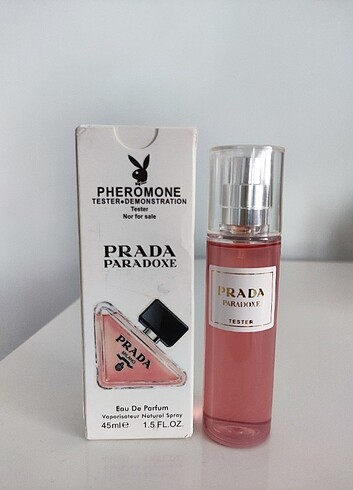 PHEROMONE
TESTER●DEMONSTRATION
Tester
Nor for sale
PRADA
PARADOXE
PRADA
MILANO
Eau De Parfum
Vaporisateur Naturel Spray
45ml℮ 1.5 FL.OZ.
PRADA
PARADOXE
TESTER